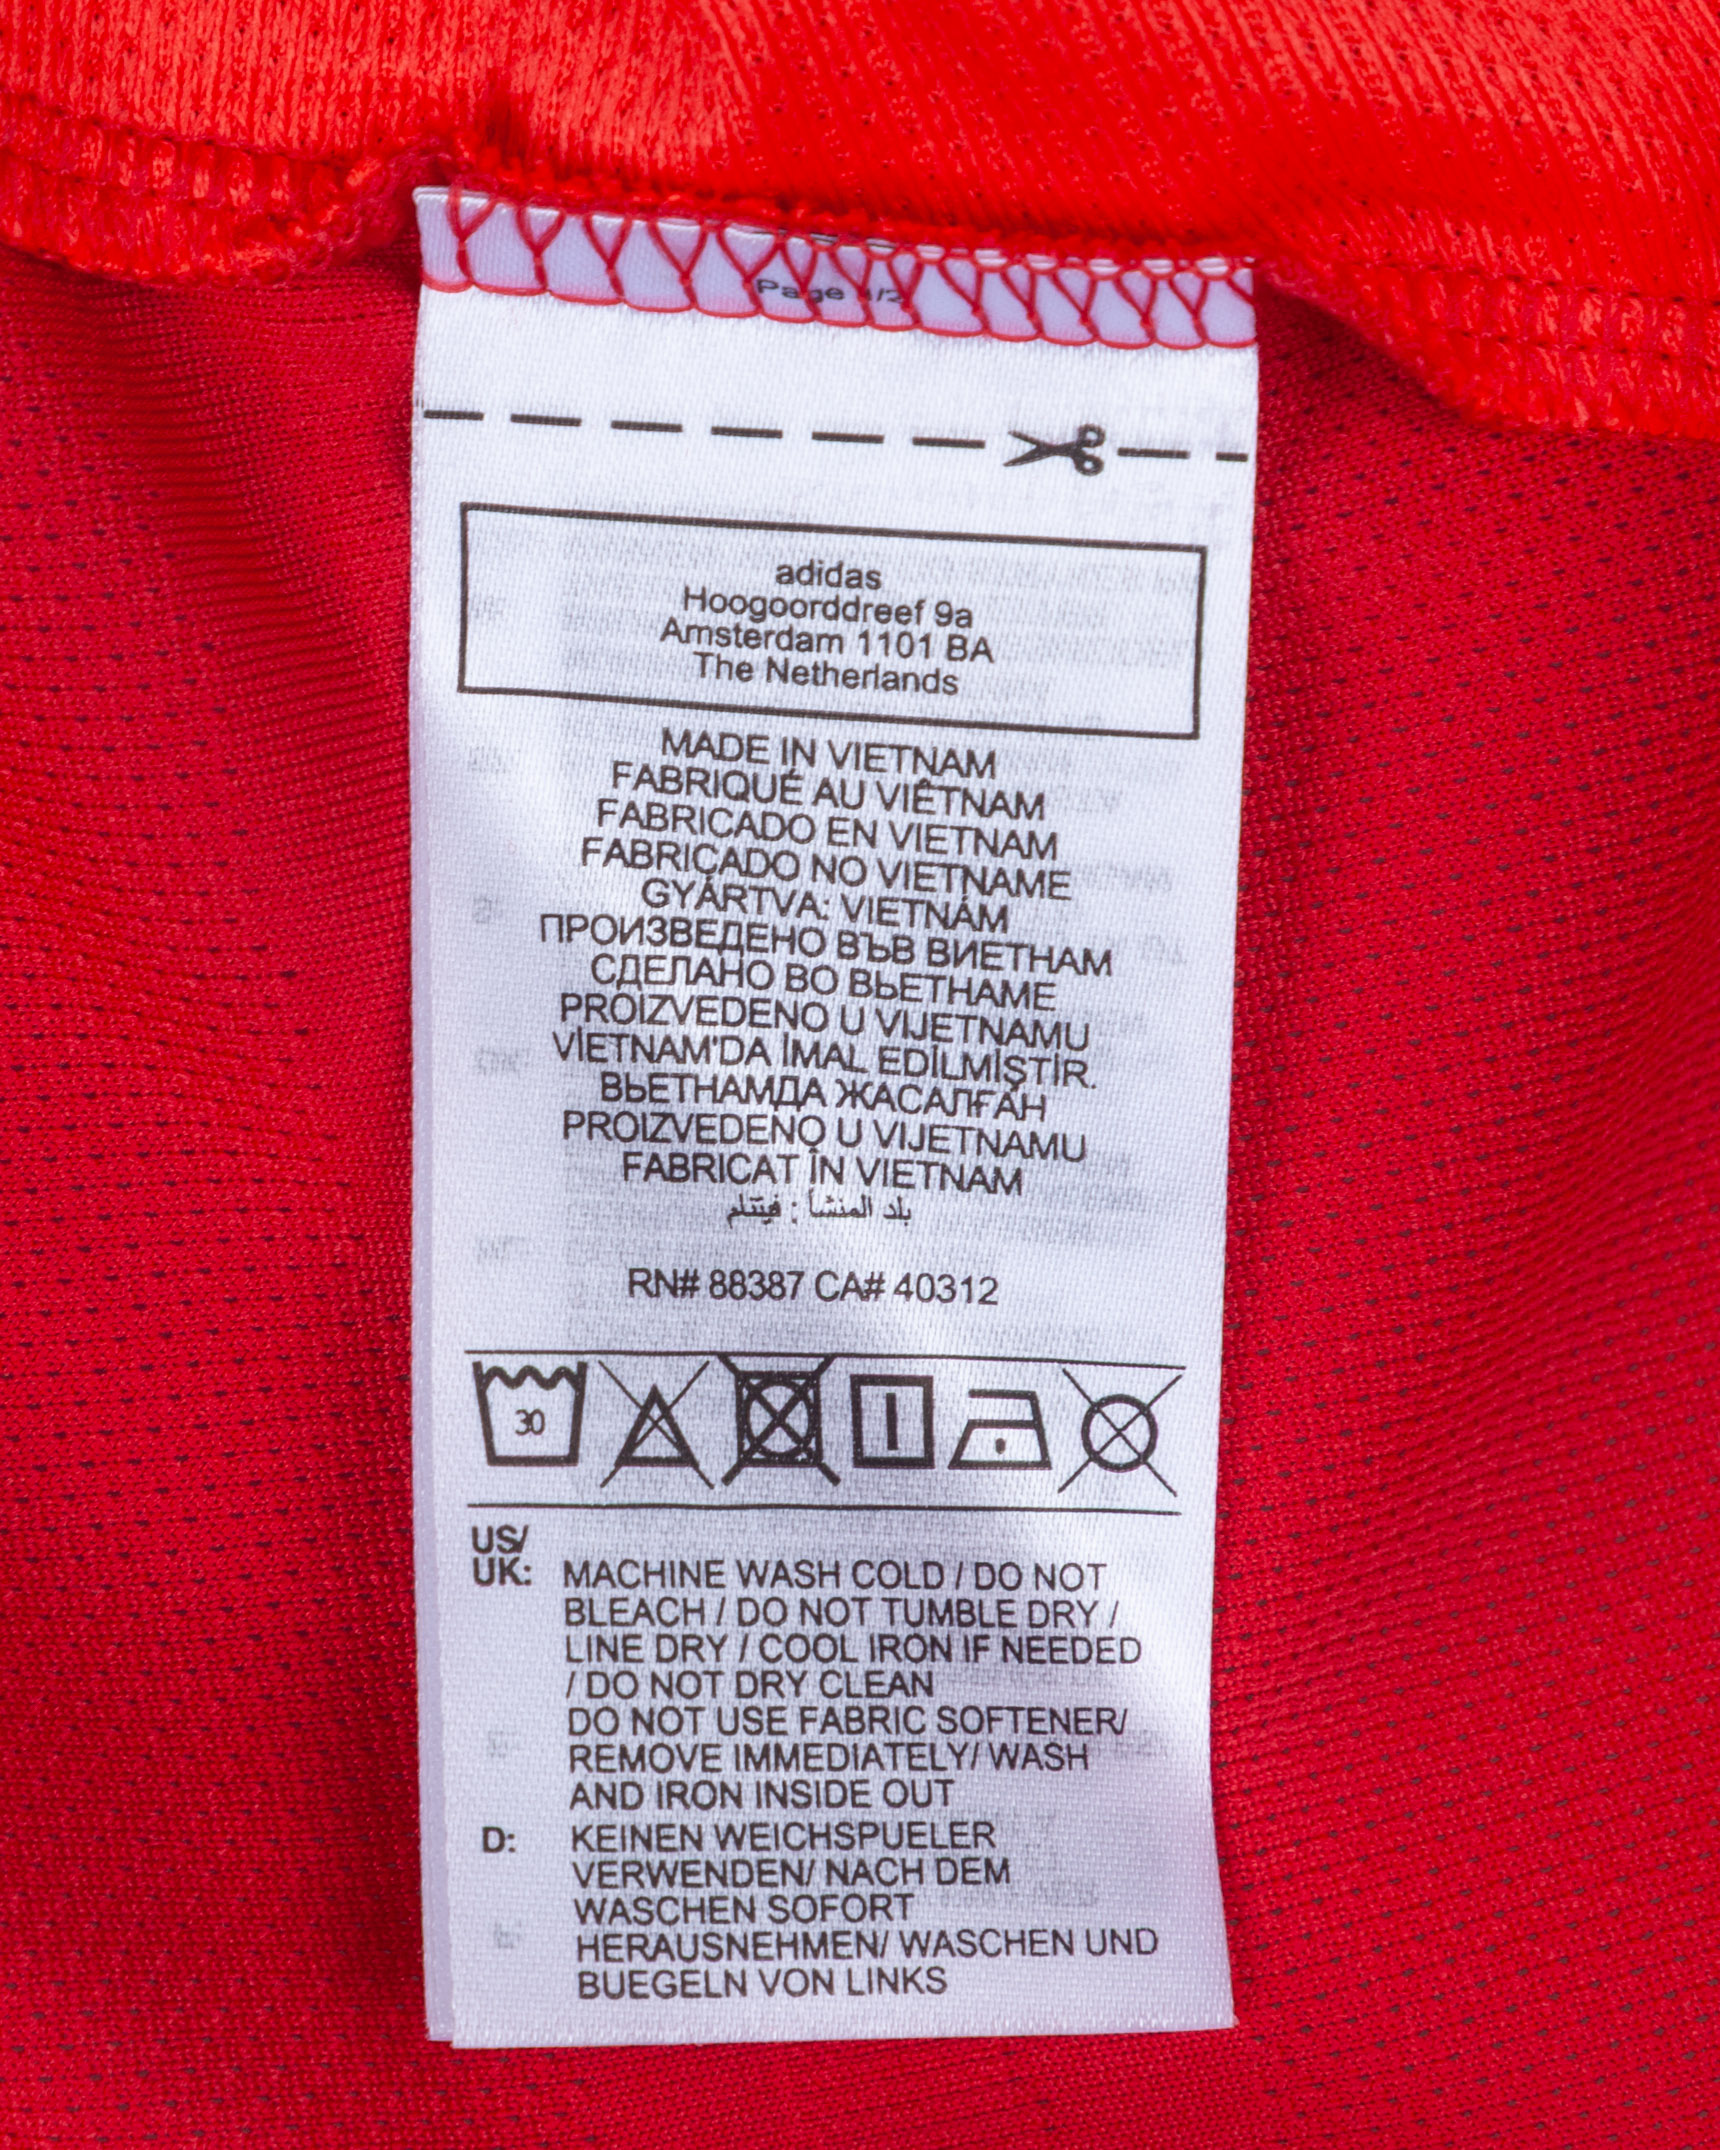 Page 1/2
adidas
Hoogoorddreef 9a
Amsterdam 1101 BA
The Netherlands
MADE IN VIETNAM
FABRIQUÉ AU VIÊTNAM
FABRICADO EN VIETNAM
FABRICADO NO VIETNAME
GYÁRTVA: VIETNÁM
ПРОИЗВЕДЕНО ВЪВ ВИЕТНАМ
СДЕЛАНО ВО ВЬЕТНАМЕ
PROIZVEDENO U VIJETNAMU
VİETNAM'DA İMAL EDİLMİŞTİR.
ВЬЕТНАМДА ЖАСАЛҒАН
PROIZVEDENO U VIJETNAMU
FABRICAT ÎN VIETNAM
بلد المنشأ : فيتنام
RN# 88387 CA# 40312
30
US/
UK: MACHINE WASH COLD / DO NOT
BLEACH / DO NOT TUMBLE DRY /
LINE DRY / COOL IRON IF NEEDED
/ DO NOT DRY CLEAN
DO NOT USE FABRIC SOFTENER/
REMOVE IMMEDIATELY/ WASH
AND IRON INSIDE OUT
D: KEINEN WEICHSPUELER
VERWENDEN/ NACH DEM
WASCHEN SOFORT
HERAUSNEHMEN/ WASCHEN UND
BUEGELN VON LINKS